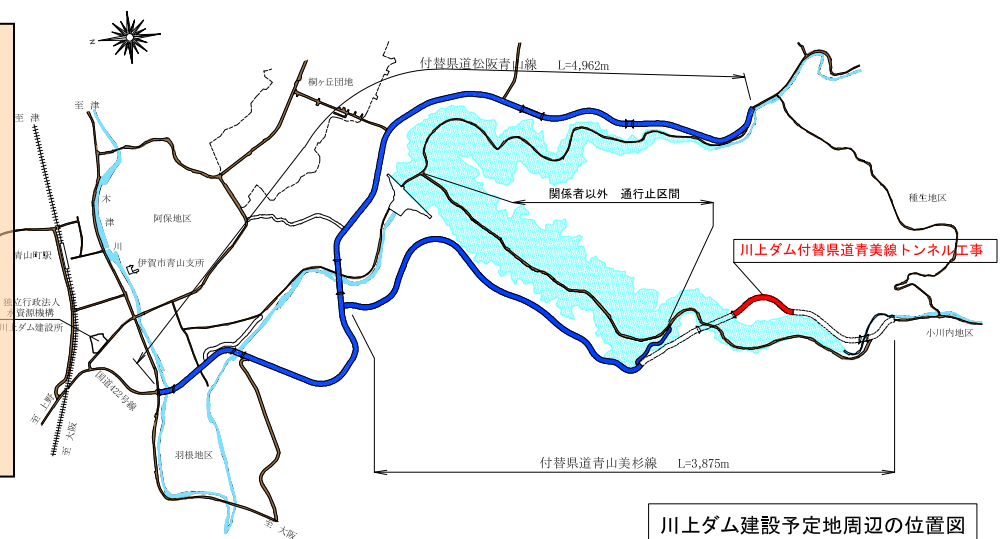 N
付替県道松阪青山線 L=4,962m
桐ヶ丘団地
至 津
至 津
関係者以外 通行止区間
種生地区
阿保地区
木津川
川上ダム付替県道青美線トンネル工事
青山町駅
伊賀市青山支所
独立行政法人
水資源機構
川上ダム建設所
小川内地区
国道422号線
至 上野
至 大阪
羽根地区
付替県道青山美杉線 L=3,875m
至 大阪
川上ダム建設予定地周辺の位置図